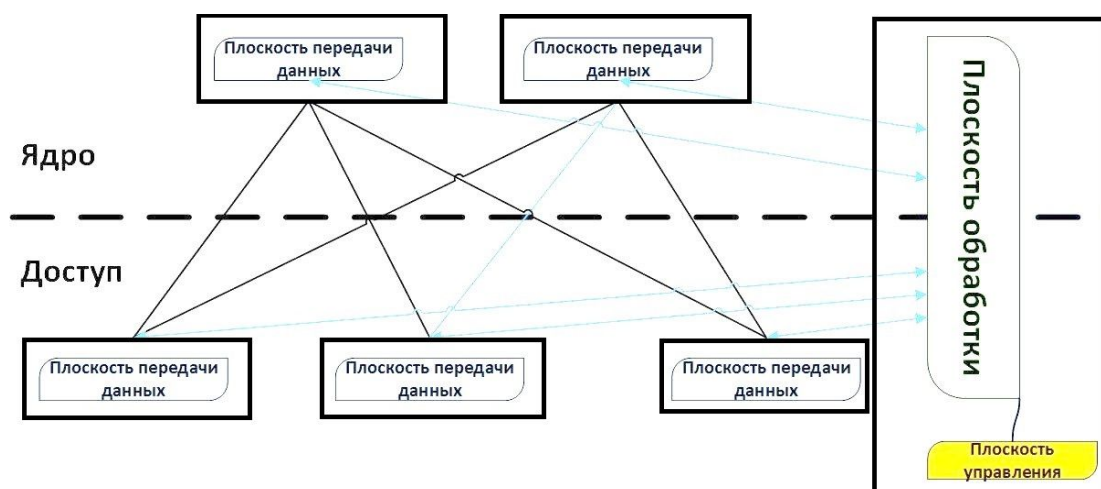 Плоскость передачи
данных
Плоскость передачи
данных
Ядро
Доступ
Плоскость передачи
данных
Плоскость передачи
данных
Плоскость передачи
данных
Плоскость обработки
Плоскость
управления